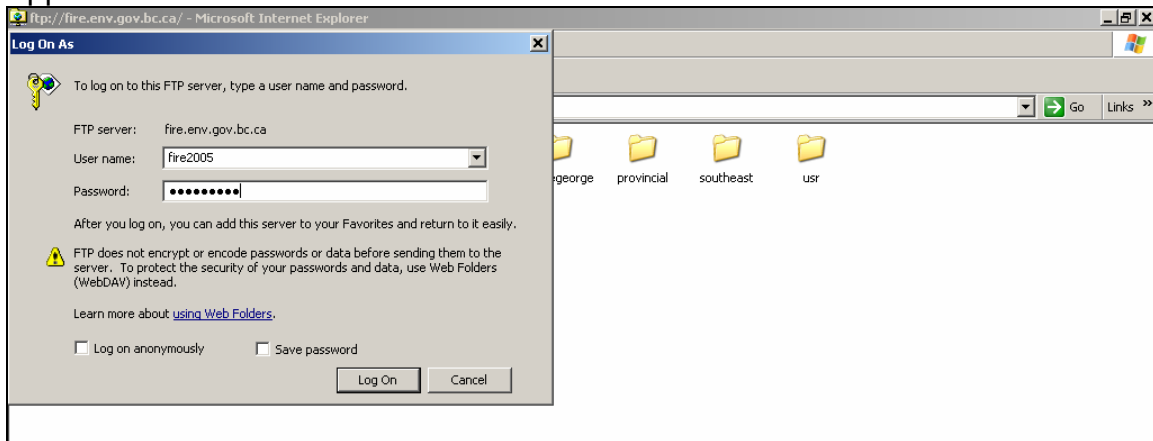 ftp://fire.env.gov.bc.ca/ - Microsoft Internet Explorer
Log On As
To log on to this FTP server, type a user name and password.
Go Links »
FTP server: fire.env.gov.bc.ca
User name: fire2005
egeorge provincial southeast usr
Password: ●●●●●●●●●
After you log on, you can add this server to your Favorites and return to it easily.
FTP does not encrypt or encode passwords or data before sending them to the
server. To protect the security of your passwords and data, use Web Folders
(WebDAV) instead.
Learn more about using Web Folders.
Log on anonymously Save password
Log On Cancel